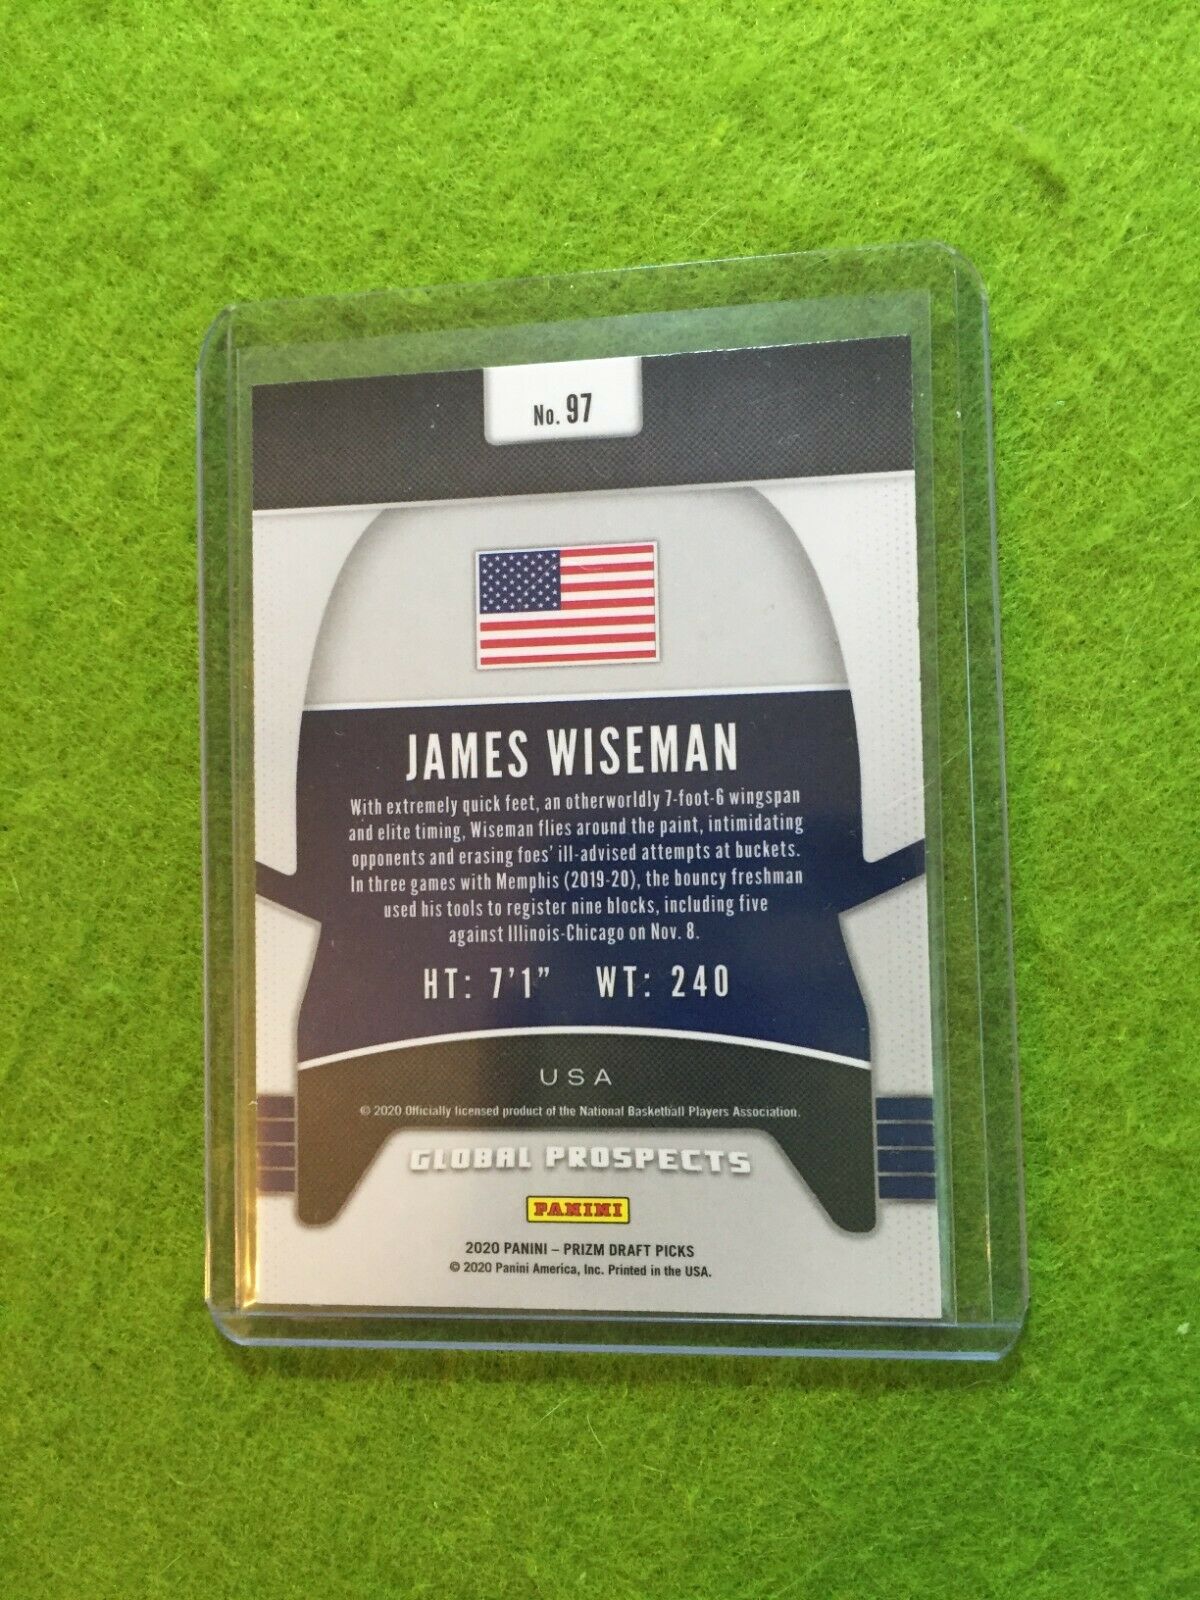 No. 97
JAMES WISEMAN
With extremely quick feet, an otherworldly 7-foot-6 wingspan
and elite timing, Wiseman flies around the paint, intimidating
opponents and erasing foes' ill-advised attempts at buckets.
In three games with Memphis (2019-20), the bouncy freshman
used his tools to register nine blocks, including five
against Illinois-Chicago on Nov. 8.
HT: 7'1" WT: 240
USA
© 2020 Officially licensed product of the National Basketball Players Association.
GLOBAL PROSPECTS
PANINI
2020 PANINI – PRIZM DRAFT PICKS
© 2020 Panini America, Inc. Printed in the USA.